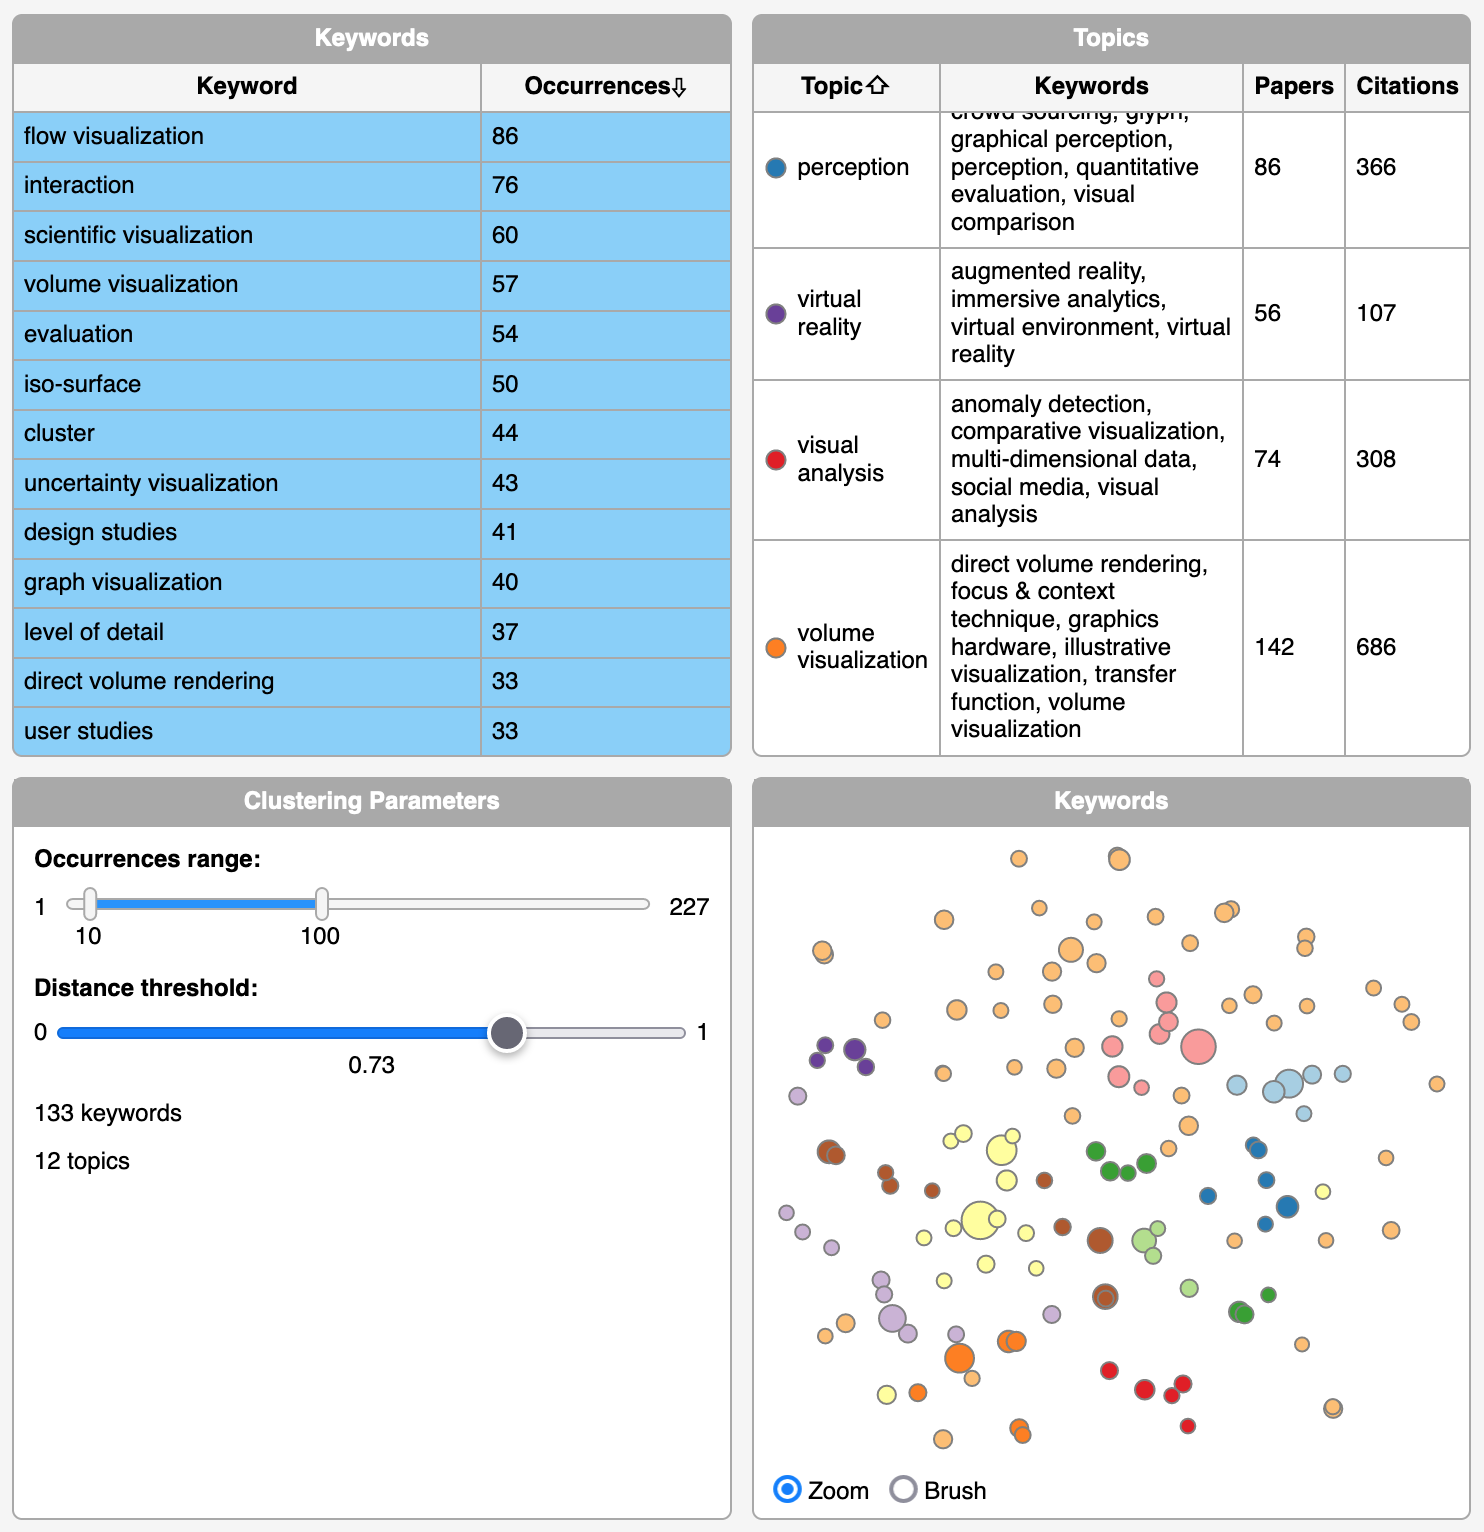 Keywords
Keyword Occurrences⇩
flow visualization 86
interaction 76
scientific visualization 60
volume visualization 57
evaluation 54
iso-surface 50
cluster 44
uncertainty visualization 43
design studies 41
graph visualization 40
level of detail 37
direct volume rendering 33
user studies 33
Topics
Topic⇧ Keywords Papers Citations
crowd sourcing, glyph,
graphical perception,
perception perception, quantitative 86 366
evaluation, visual
comparison
augmented reality,
virtual immersive analytics, 56 107
reality virtual environment, virtual
reality
anomaly detection,
comparative visualization,
visual multi-dimensional data, 74 308
analysis social media, visual
analysis
direct volume rendering,
focus & context
technique, graphics
volume hardware, illustrative 142 686
visualization visualization, transfer
function, volume
visualization
Clustering Parameters
Occurrences range:
1 227
10 100
Distance threshold:
0 1
0.73
133 keywords
12 topics
Keywords
Zoom Brush